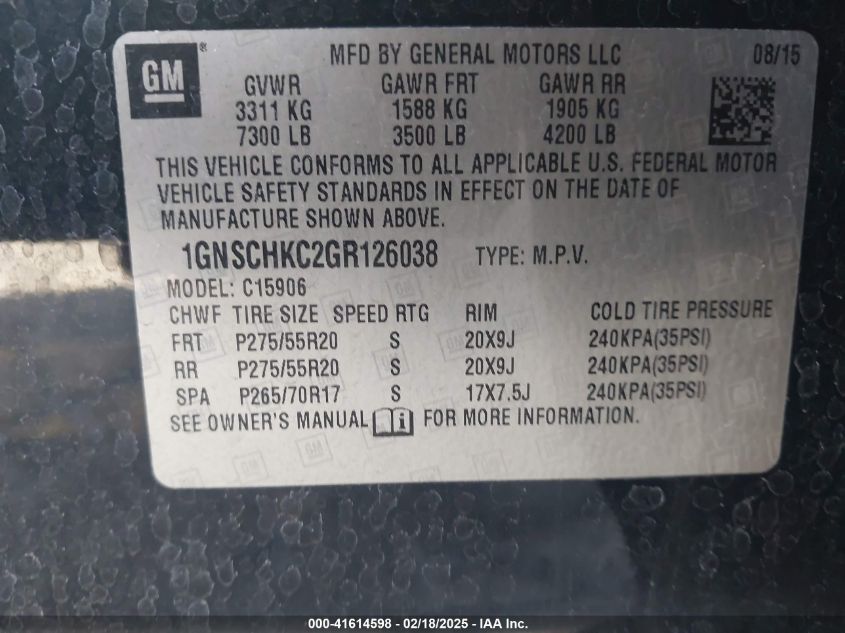 GM®
MFD BY GENERAL MOTORS LLC 08/15
GVWR GAWR FRT GAWR RR
3311 KG 1588 KG 1905 KG
7300 LB 3500 LB 4200 LB
THIS VEHICLE CONFORMS TO ALL APPLICABLE U.S. FEDERAL MOTOR
VEHICLE SAFETY STANDARDS IN EFFECT ON THE DATE OF
MANUFACTURE SHOWN ABOVE.
1GNSCHKC2GR126038 TYPE: M.P.V.
MODEL: C15906
CHWF TIRE SIZE SPEED RTG RIM COLD TIRE PRESSURE
FRT P275/55R20 S 20X9J 240KPA(35PSI)
RR P275/55R20 S 20X9J 240KPA(35PSI)
SPA P265/70R17 S 17X7.5J 240KPA(35PSI)
SEE OWNER'S MANUAL FOR MORE INFORMATION.
000-41614598 - 02/18/2025 - IAA Inc.